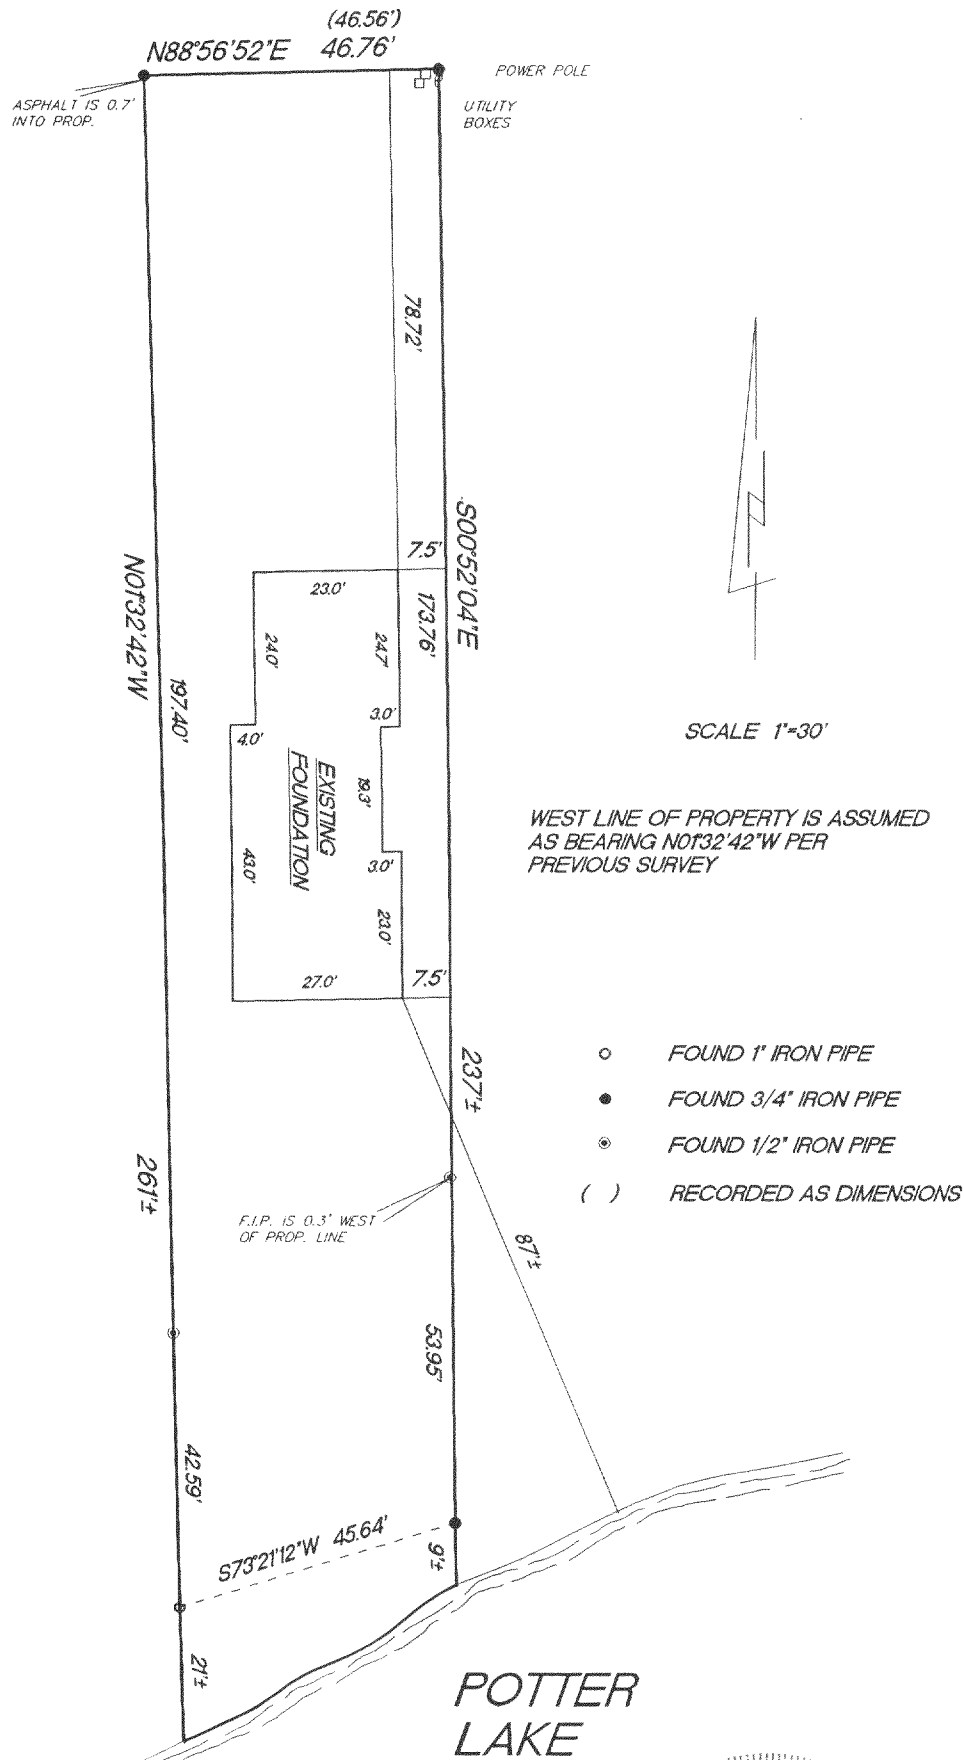 (46.56')
N88°56'52"E 46.76'
POWER POLE
ASPHALT IS 0.7'
INTO PROP.
UTILITY
BOXES
78.72'
S00°52'04"E
7.5'
173.76'
23.0'
N01°32'42"W
24.0'
24.7'
197.40'
3.0'
4.0'
SCALE 1"=30'
EXISTING
FOUNDATION
19.3'
WEST LINE OF PROPERTY IS ASSUMED
AS BEARING N01°32'42"W PER
PREVIOUS SURVEY
43.0'
3.0'
23.0'
27.0'
7.5'
237'±
FOUND 1" IRON PIPE
FOUND 3/4" IRON PIPE
FOUND 1/2" IRON PIPE
( ) RECORDED AS DIMENSIONS
261'±
F.I.P. IS 0.3' WEST
OF PROP. LINE
87'±
53.95'
42.59'
S73°21'12"W 45.64'
9'±
21'±
POTTER
LAKE